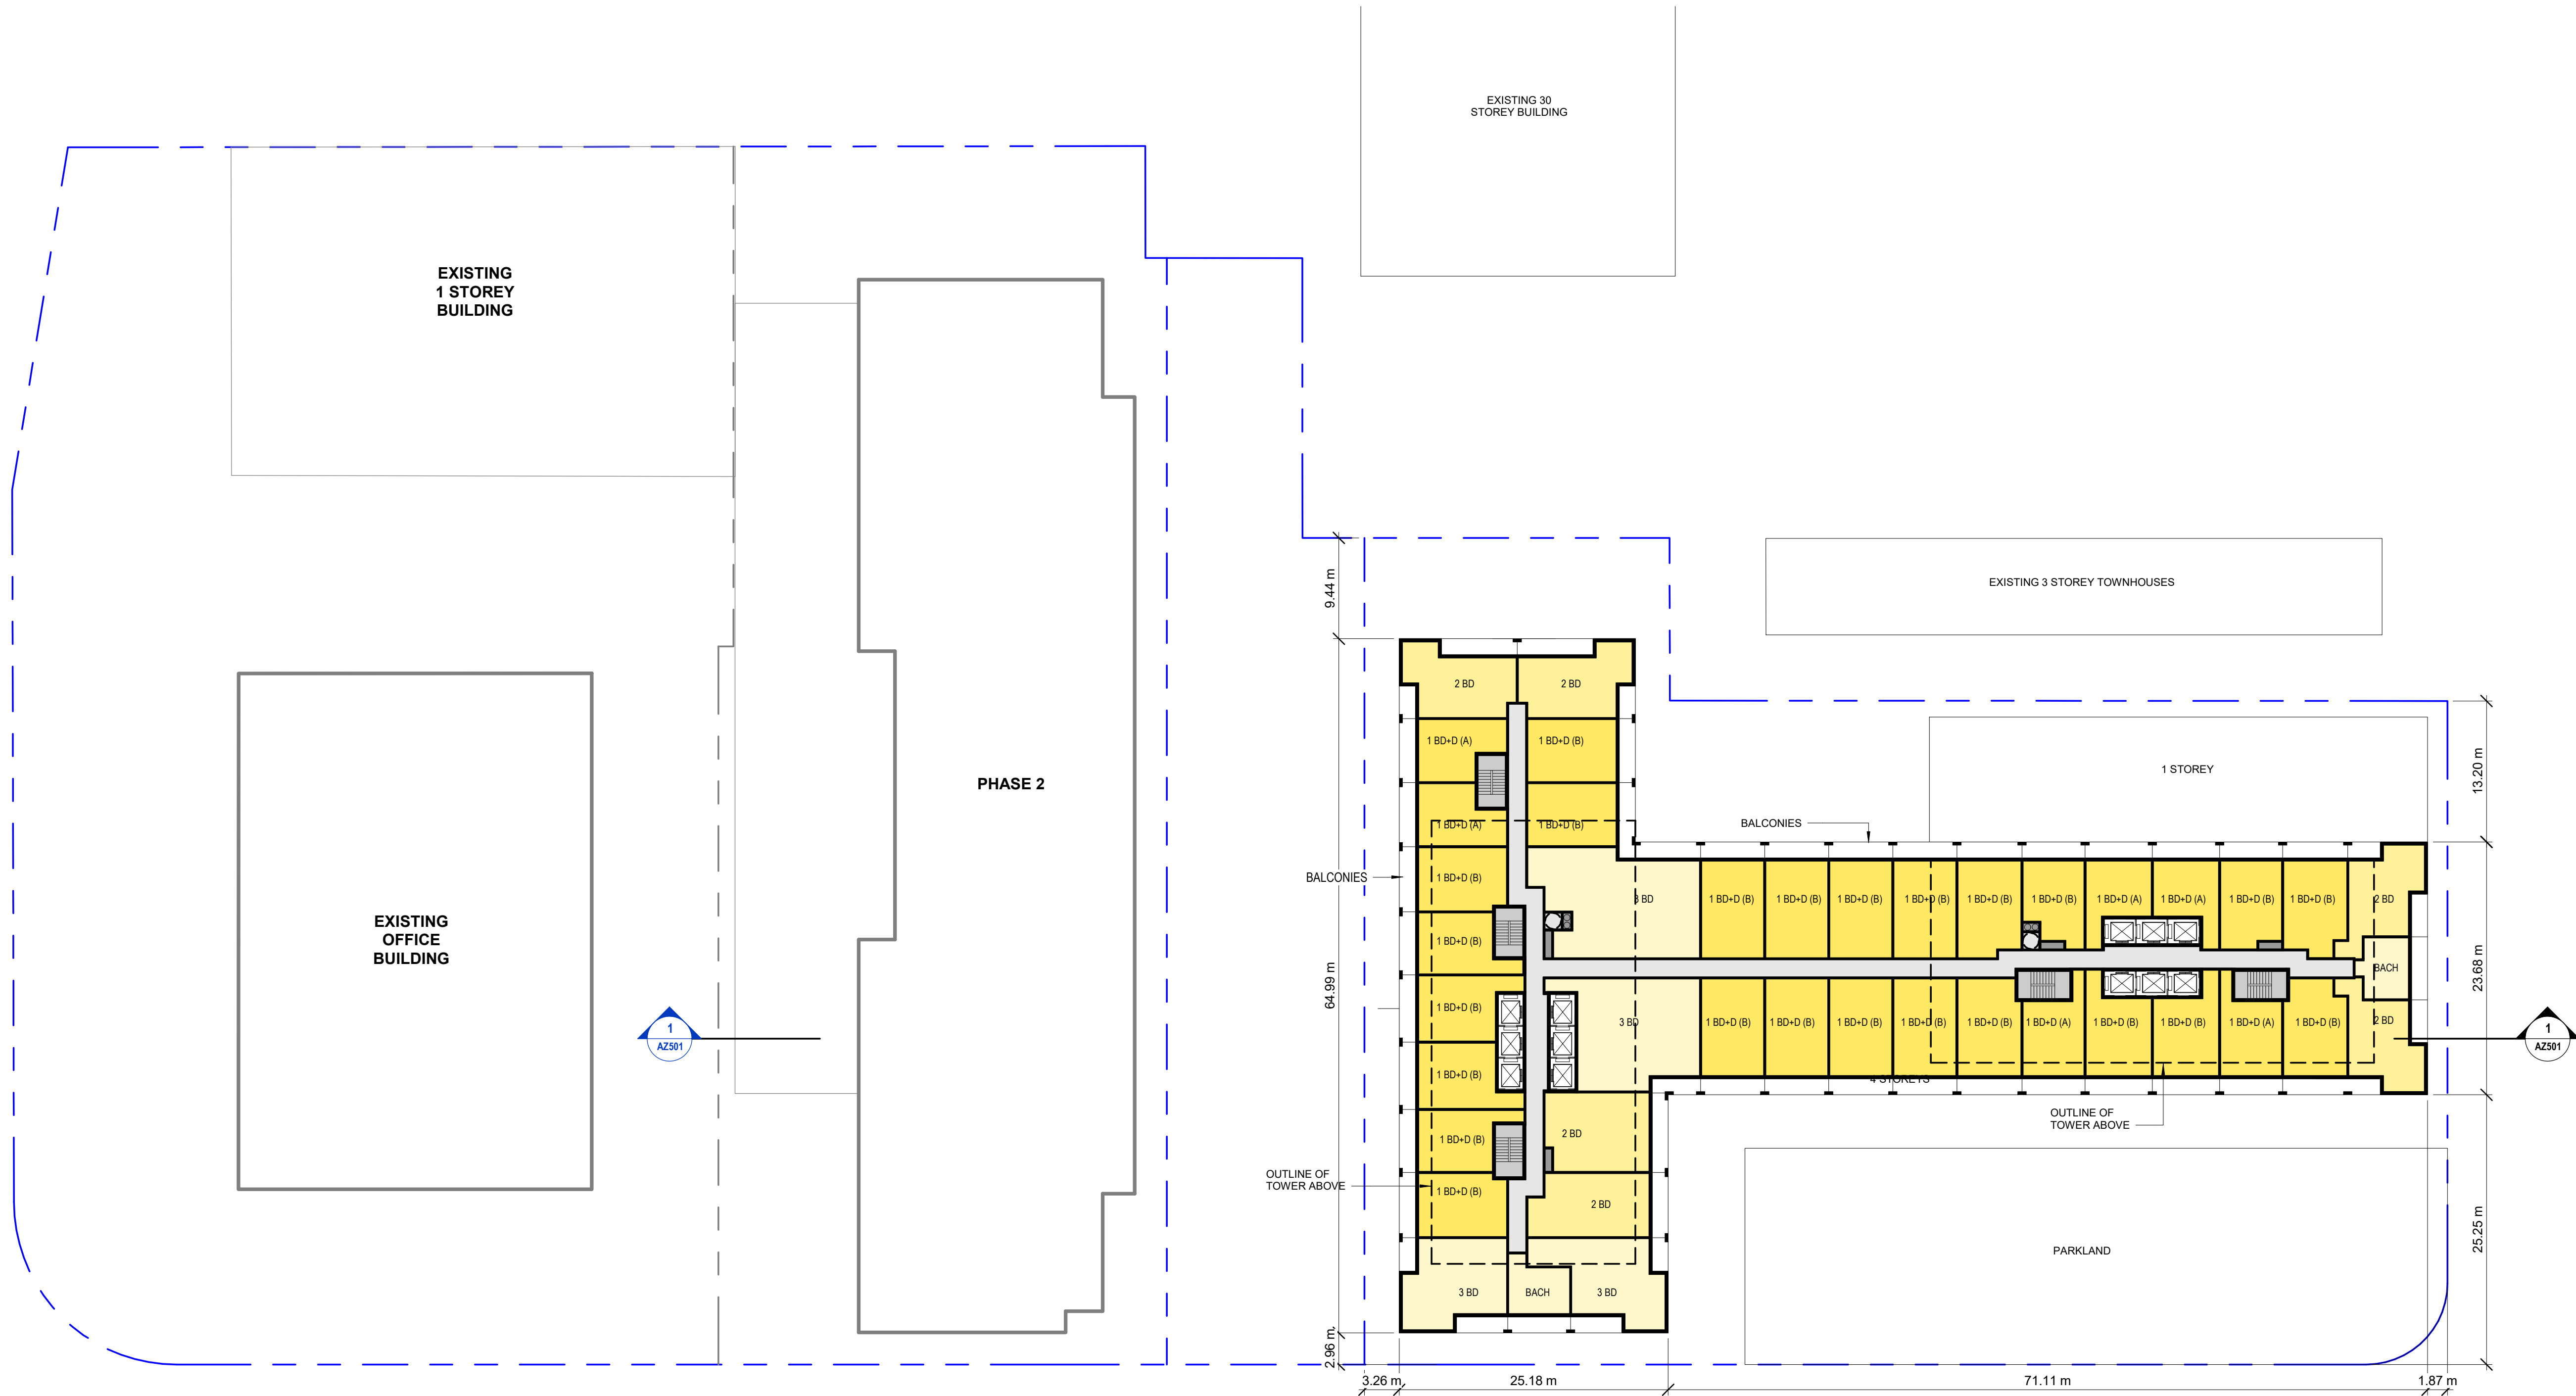 EXISTING 30
STOREY BUILDING
EXISTING
1 STOREY
BUILDING
9.44 m
EXISTING 3 STOREY TOWNHOUSES
2 BD
2 BD
1 BD+D (A)
1 BD+D (B)
1 STOREY
13.20 m
PHASE 2
1 BD+D (A)
1 BD+D (B)
BALCONIES
BALCONIES
1 BD+D (B)
3 BD
1 BD+D (B)
1 BD+D (B)
1 BD+D (B)
1 BD+D (B)
1 BD+D (B)
1 BD+D (B)
1 BD+D (A)
1 BD+D (A)
1 BD+D (B)
1 BD+D (B)
2 BD
EXISTING
OFFICE
BUILDING
1 BD+D (B)
BACH
64.99 m
23.68 m
1 BD+D (B)
3 BD
1 BD+D (B)
1 BD+D (B)
1 BD+D (B)
1 BD+D (B)
1 BD+D (B)
1 BD+D (A)
1 BD+D (B)
1 BD+D (B)
1 BD+D (A)
1 BD+D (B)
2 BD
1
AZ501
1
AZ501
1 BD+D (B)
4 STOREYS
1 BD+D (B)
2 BD
OUTLINE OF
TOWER ABOVE
OUTLINE OF
TOWER ABOVE
1 BD+D (B)
2 BD
25.25 m
PARKLAND
3 BD
BACH
3 BD
2.96 m
3.26 m
25.18 m
71.11 m
1.87 m